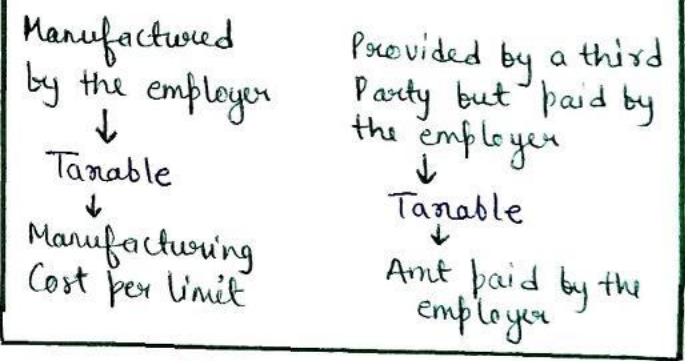 Manufactured
by the employer
↓
Taxable
↓
Manufacturing
Cost per limit
Provided by a third
Party but paid by
the employer
↓
Taxable
↓
Amt paid by the
employer